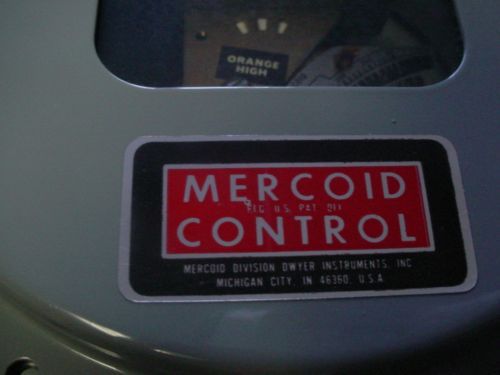 ORANGE
HIGH
MERCOID
REG. U.S. PAT. OFF.
CONTROL
MERCOID DIVISION DWYER INSTRUMENTS, INC
MICHIGAN CITY, IN 46360, U.S.A